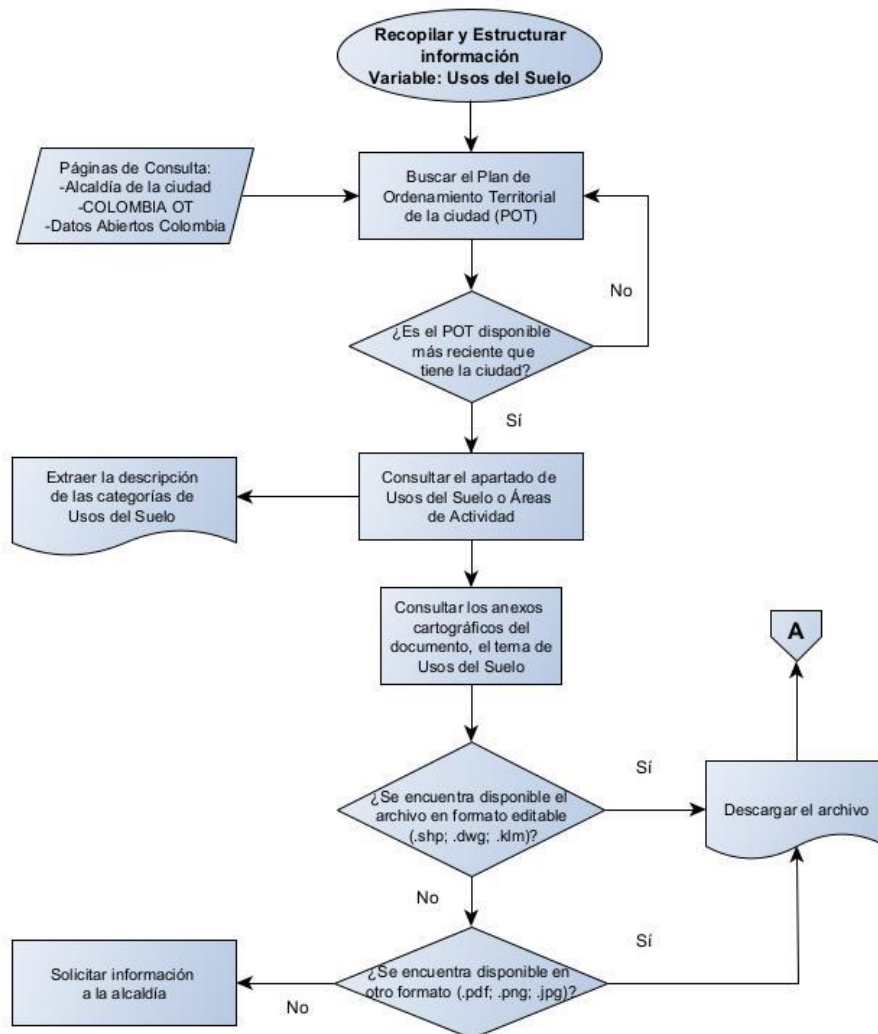 Recopilar y Estructurar
información
Variable: Usos del Suelo
Páginas de Consulta:
-Alcaldía de la ciudad
-COLOMBIA OT
-Datos Abiertos Colombia
Buscar el Plan de
Ordenamiento Territorial
de la ciudad (POT)
No
¿Es el POT disponible
más reciente que
tiene la ciudad?
Sí
Extraer la descripción
de las categorías de
Usos del Suelo
Consultar el apartado de
Usos del Suelo o Áreas
de Actividad
Consultar los anexos
cartográficos del
documento, el tema de
Usos del Suelo
A
Sí
¿Se encuentra disponible el
archivo en formato editable
(.shp; .dwg; .klm)?
Descargar el archivo
No
Sí
Solicitar información
a la alcaldía
¿Se encuentra disponible en
otro formato (.pdf; .png; .jpg)?
No